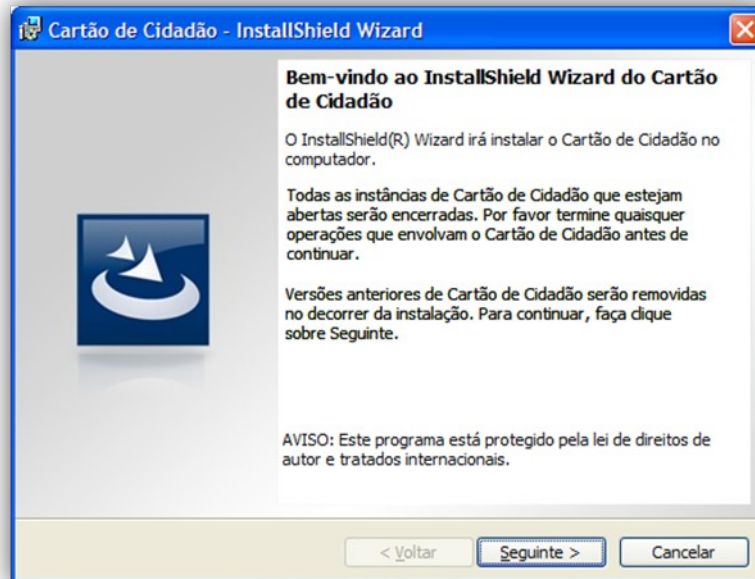 Cartão de Cidadão - InstallShield Wizard
Bem-vindo ao InstallShield Wizard do Cartão
de Cidadão
O InstallShield(R) Wizard irá instalar o Cartão de Cidadão no
computador.
Todas as instâncias de Cartão de Cidadão que estejam
abertas serão encerradas. Por favor termine quaisquer
operações que envolvam o Cartão de Cidadão antes de
continuar.
Versões anteriores de Cartão de Cidadão serão removidas
no decorrer da instalação. Para continuar, faça clique
sobre Seguinte.
AVISO: Este programa está protegido pela lei de direitos de
autor e tratados internacionais.
< Voltar Seguinte > Cancelar